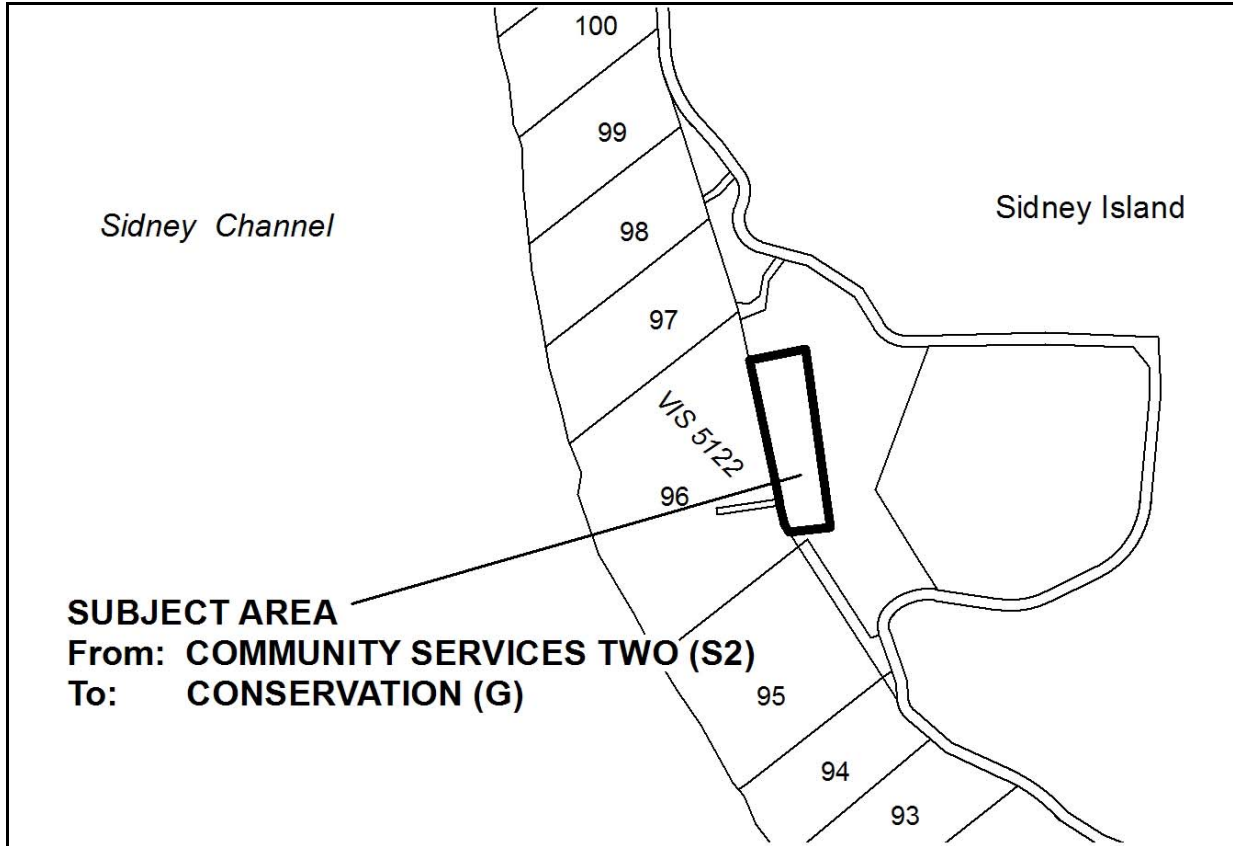 100
99
Sidney Channel
Sidney Island
98
97
VIS 5122
96
SUBJECT AREA
From: COMMUNITY SERVICES TWO (S2)
To: CONSERVATION (G)
95
94
93